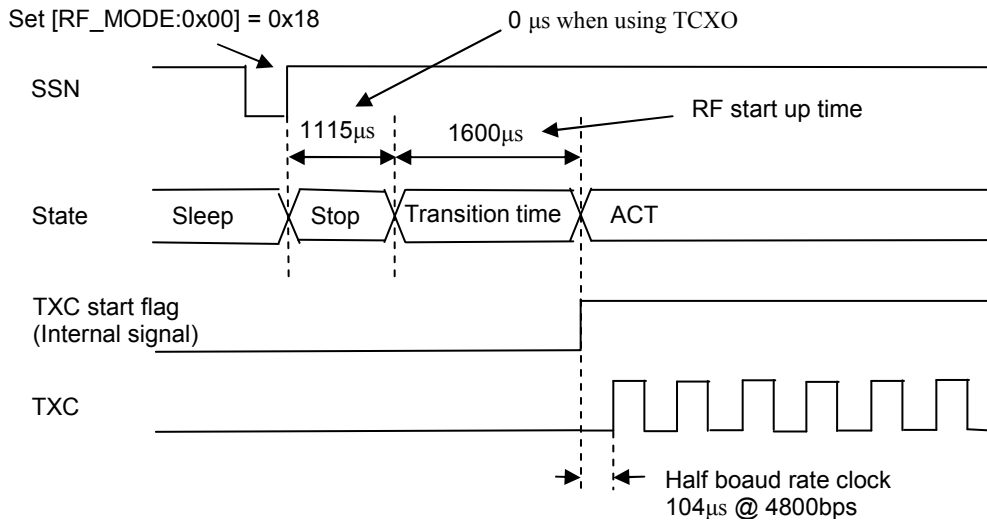 Set [RF_MODE:0x00] = 0x18
0 μs when using TCXO
SSN
1115μs
1600μs
RF start up time
State
Sleep
Stop
Transition time
ACT
TXC start flag
(Internal signal)
TXC
Half boaud rate clock
104μs @ 4800bps